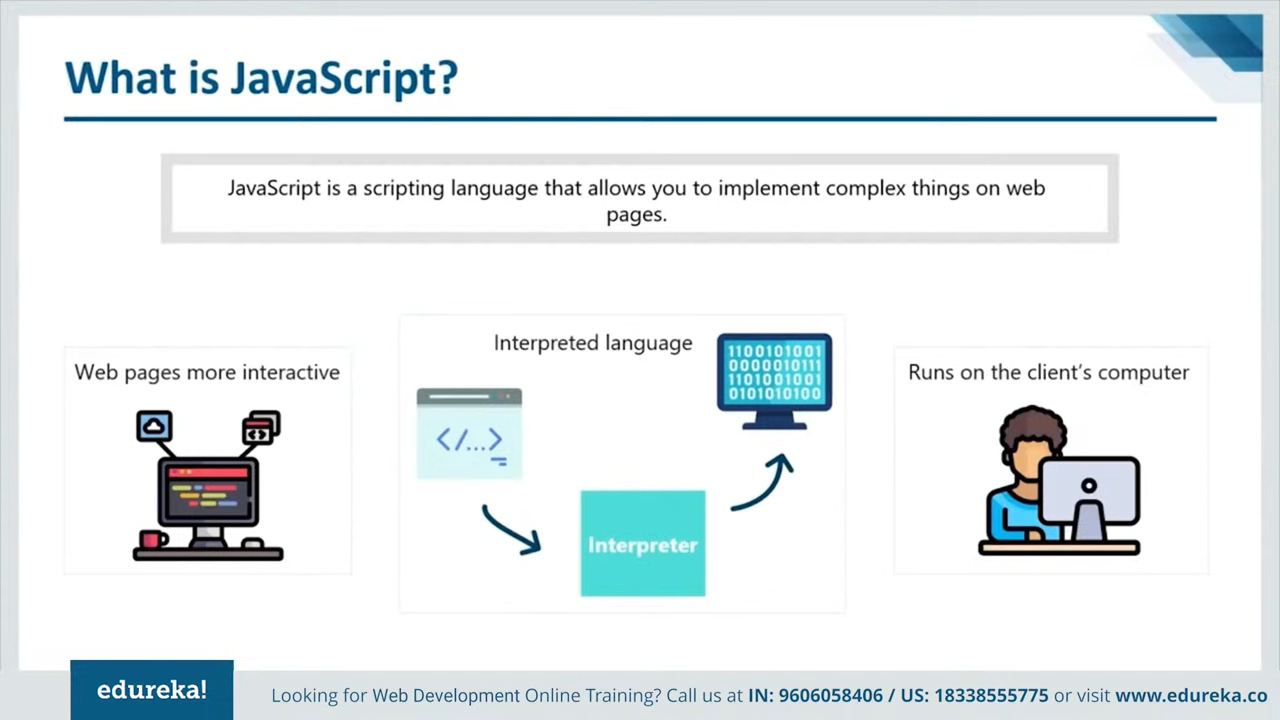 What is JavaScript?
JavaScript is a scripting language that allows you to implement complex things on web
pages.
Web pages more interactive
Interpreted language
</...>
Interpreter
1100101001
0000010111
1101001001
0101010100
Runs on the client's computer
edureka!
Looking for Web Development Online Training? Call us at IN: 9606058406 / US: 18338555775 or visit www.edureka.co